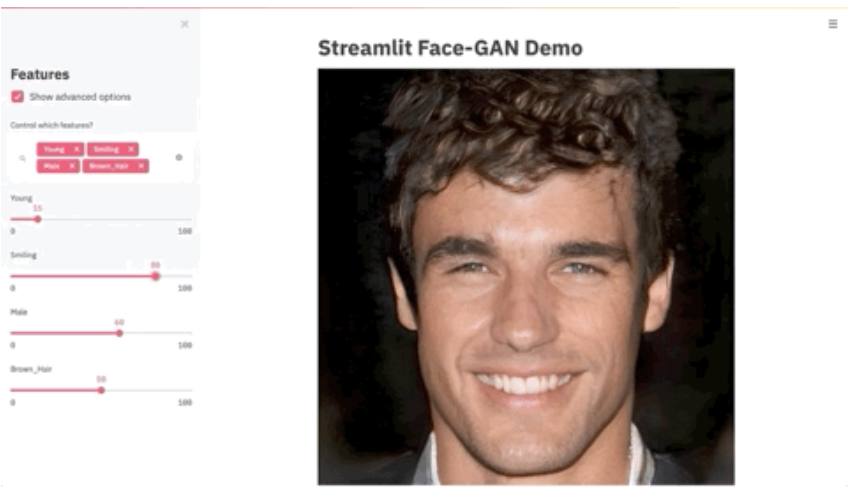 Streamlit Face-GAN Demo
Features
Show advanced options
Control which features?
Young × Smiling ×
Male × Brown_Hair ×
Young
15
0 100
Smiling
86
0 100
Male
60
0 100
Brown_Hair
50
0 100